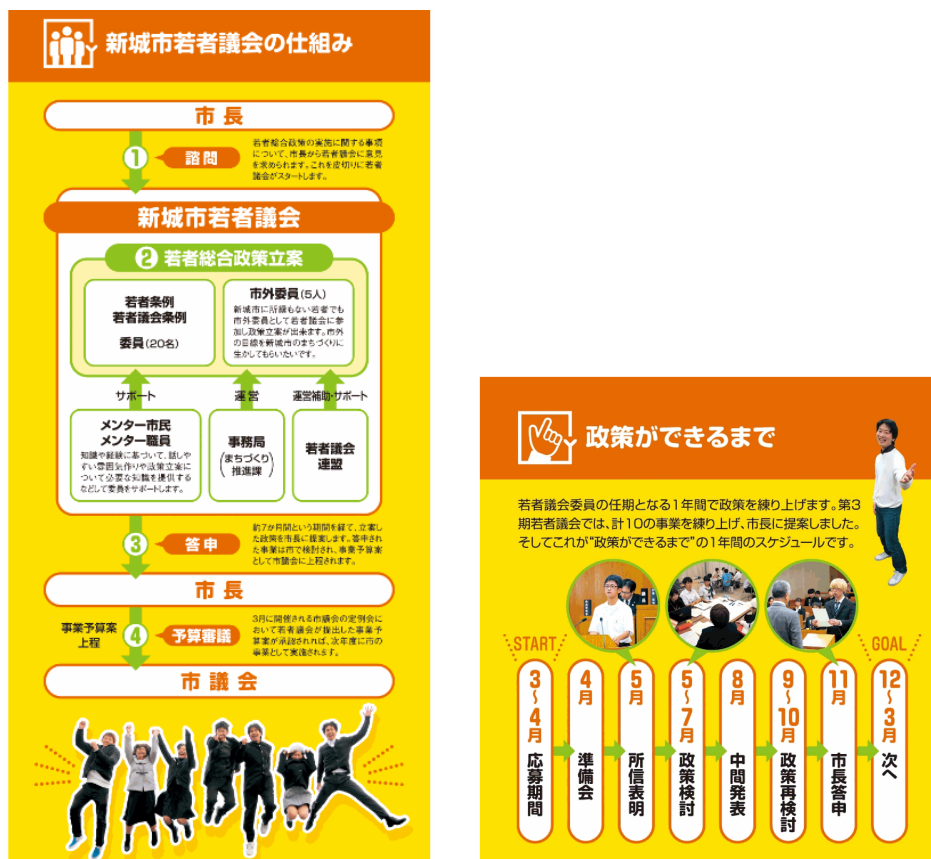 新城市若者議会の仕組み
市長
1 諮問
若者総合政策の実施に関する事項
について、市長から若者議会に意見
を求められます。これを皮切りに若者
議会がスタートします。
新城市若者議会
2 若者総合政策立案
若者条例
若者議会条例
委員(20名)
市外委員(5人)
新城市に所縁もない若者でも
市外委員として若者議会に参
加し政策立案が出来ます。市外
の目線を新城市のまちづくりに
生かしてもらいたいです。
サポート
運営
運営補助・サポート
メンター市民
メンター職員
知識や経験に基づいて、話しや
すい雰囲気作りや政策立案に
ついて必要な知識を提供する
などして委員をサポートします。
事務局
(まちづくり
推進課)
若者議会
連盟
3 答申
約7か月間という期間を経て、立案し
た政策を市長に提案します。答申され
た事業は市で検討され、事業予算案
として市議会に上程されます。
市長
事業予算案
上程
4 予算審議
3月に開催される市議会の定例会に
おいて若者議会が提出した事業予
算案が承認されれば、次年度に市の
事業として実施されます。
市議会
政策ができるまで
若者議会委員の任期となる1年間で政策を練り上げます。第3
期若者議会では、計10の事業を練り上げ、市長に提案しました。
そしてこれが“政策ができるまで”の1年間のスケジュールです。
START
GOAL
3〜4月 応募期間
4月 準備会
5月 所信表明
5〜7月 政策検討
8月 中間発表
9〜10月 政策再検討
11月 市長答申
12〜3月 次へ